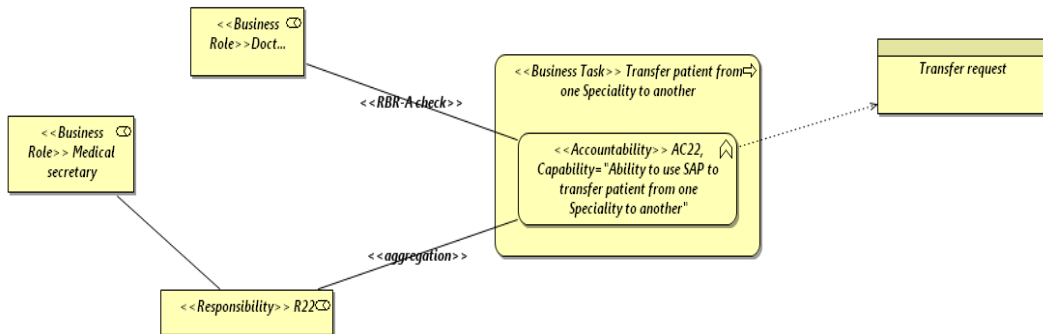 <<Business
Role>>Doct...
<<Business Task>> Transfer patient from
one Speciality to another
Transfer request
<<RBR-A check>>
<<Business
Role>> Medical
secretary
<<Accountability>> AC22,
Capability="Ability to use SAP to
transfer patient from one
Speciality to another"
<<aggregation>>
<<Responsibility>> R22